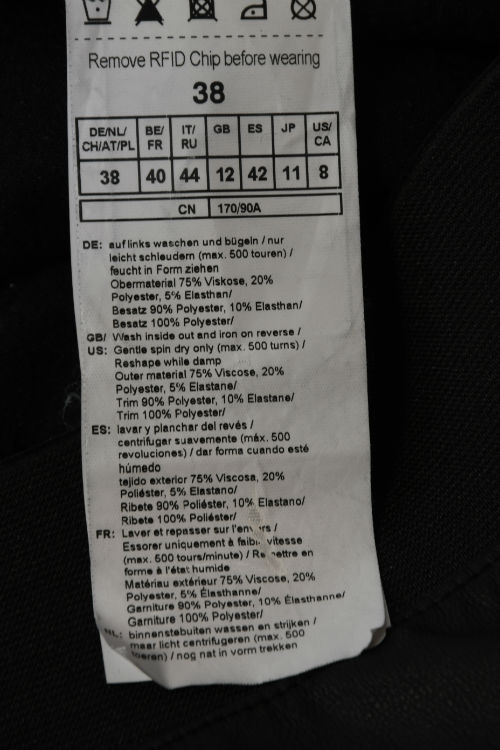 Remove RFID Chip before wearing
38
DE/NL/ CH/AT/PL BE/ FR IT/ RU GB ES JP US/ CA
38 40 44 12 42 11 8
CN 170/90A
DE: auf links waschen und bügeln / nur
leicht schleudern (max. 500 touren) /
feucht in Form ziehen
Obermaterial 75% Viskose, 20%
Polyester, 5% Elasthan/
Besatz 90% Polyester, 10% Elasthan/
Besatz 100% Polyester/
GB/ Wash inside out and iron on reverse /
US: Gentle spin dry only (max. 500 turns) /
Reshape while damp
Outer material 75% Viscose, 20%
Polyester, 5% Elastane/
Trim 90% Polyester, 10% Elastane/
Trim 100% Polyester/
ES: lavar y planchar del revés /
centrifugar suavemente (máx. 500
revoluciones) / dar forma cuando esté
húmedo
tejido exterior 75% Viscosa, 20%
Poliéster, 5% Elastano/
Ribete 90% Poliéster, 10% Elastano/
Ribete 100% Poliéster/
FR: Laver et repasser sur l'envers /
Essorer uniquement à faible vitesse
(max. 500 tours/minute) / Remettre en
forme à l'état humide
Matériau extérieur 75% Viscose, 20%
Polyester, 5% Élasthanne/
Garniture 90% Polyester, 10% Élasthanne/
Garniture 100% Polyester/
NL: binnenstebuiten wassen en strijken /
maar licht centrifugeren (max. 500
toeren) / nog nat in vorm trekken